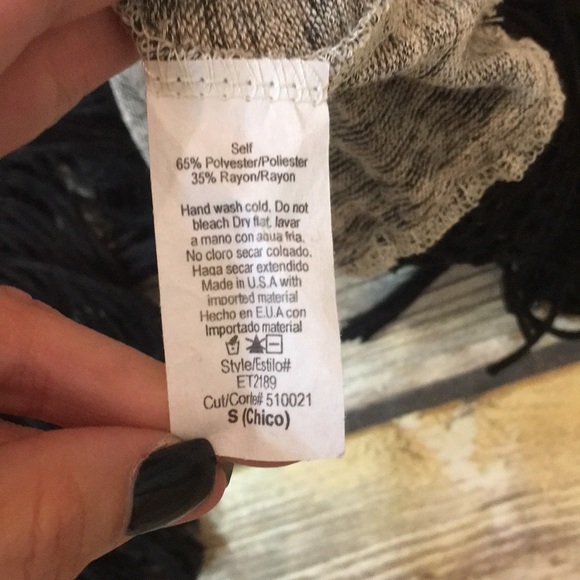 Self
65% Polyester/Poliester
35% Rayon/Rayon
Hand wash cold, Do not
bleach Dry flat, lavar
a mano con agua fria.
No cloro secar colgado.
Haga secar extendido
Made in U.S.A with
imported material
Hecho en E.U.A con
Importado material
Style/Estilo#
ET2189
Cut/Corte# 510021
S (Chico)